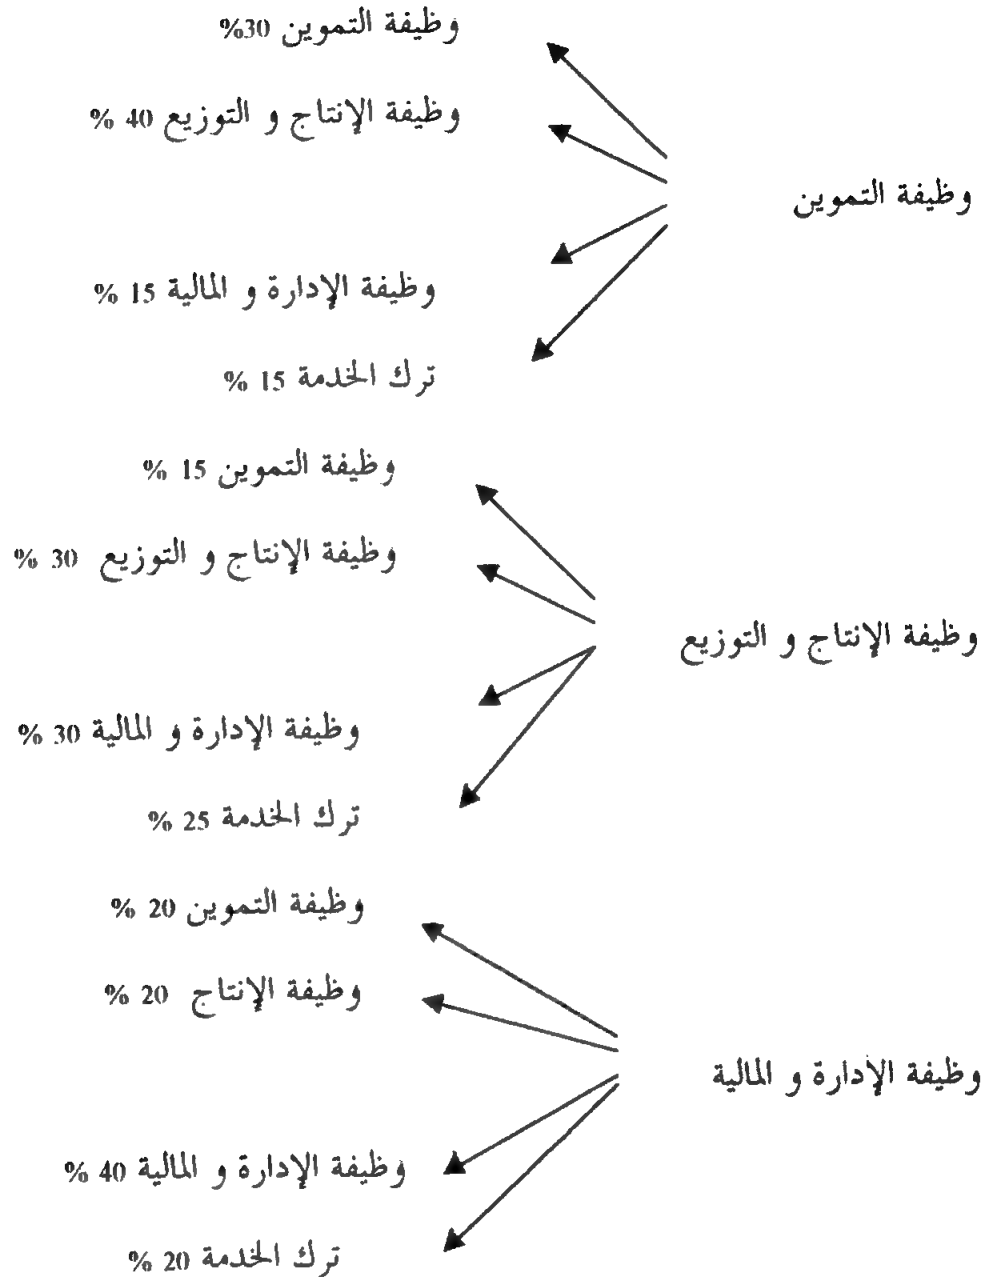 وظيفة التموين 30%
وظيفة الإنتاج و التوزيع 40 %
وظيفة التموين
وظيفة الإدارة و المالية 15 %
ترك الخدمة 15 %
وظيفة التموين 15 %
وظيفة الإنتاج و التوزيع 30 %
وظيفة الإنتاج و التوزيع
وظيفة الإدارة و المالية 30 %
ترك الخدمة 25 %
وظيفة التموين 20 %
وظيفة الإنتاج 20 %
وظيفة الإدارة و المالية
وظيفة الإدارة و المالية 40 %
ترك الخدمة 20 %